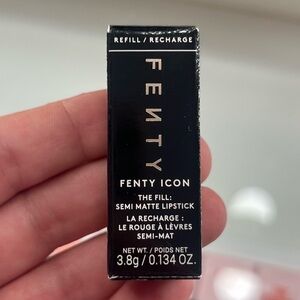 REFILL / RECHARGE
FENTY
FENTY ICON
THE FILL:
SEMI MATTE LIPSTICK
LA RECHARGE :
LE ROUGE À LÈVRES
SEMI-MAT
NET WT. / POIDS NET
3.8g / 0.134 OZ.